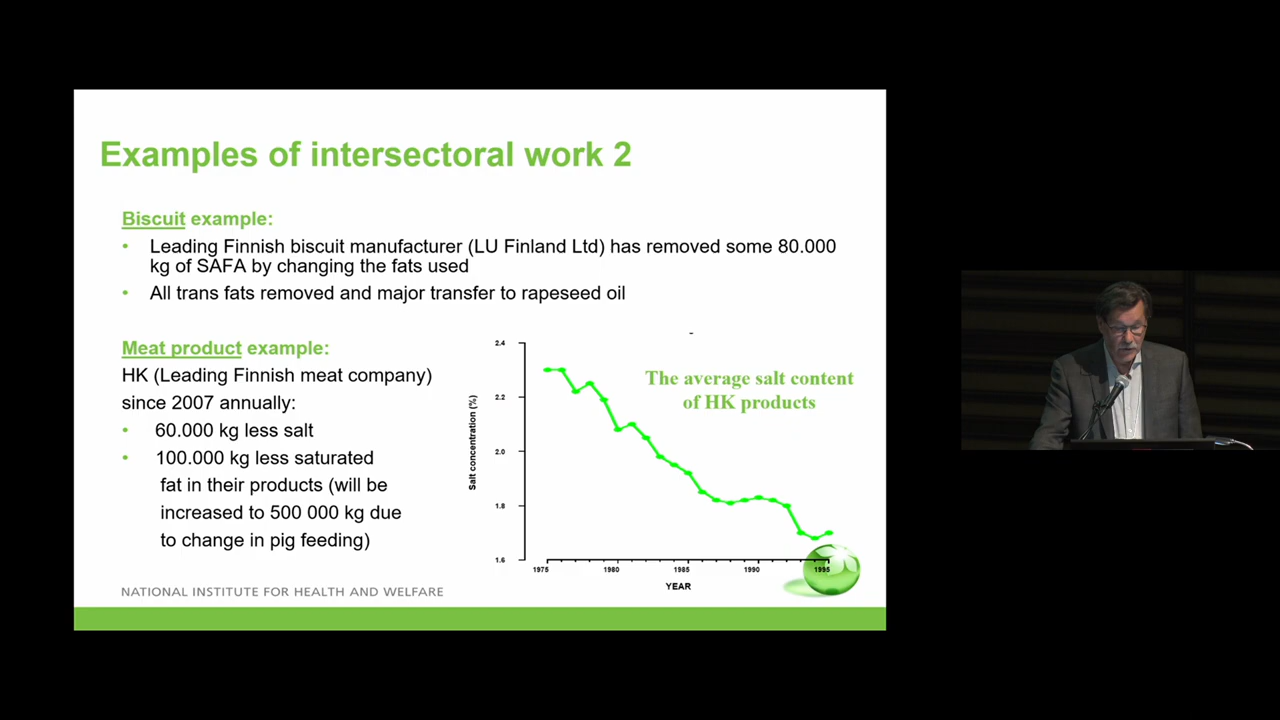 Examples of intersectoral work 2
Biscuit example:
• Leading Finnish biscuit manufacturer (LU Finland Ltd) has removed some 80.000
kg of SAFA by changing the fats used
• All trans fats removed and major transfer to rapeseed oil
Meat product example:
HK (Leading Finnish meat company)
since 2007 annually:
• 60.000 kg less salt
• 100.000 kg less saturated
fat in their products (will be
increased to 500 000 kg due
to change in pig feeding)
-
The average salt content
of HK products
Salt concentration (%)
2.4
2.2
2.0
1.8
1.6
1975 1980 1985 1990 1995
YEAR
NATIONAL INSTITUTE FOR HEALTH AND WELFARE